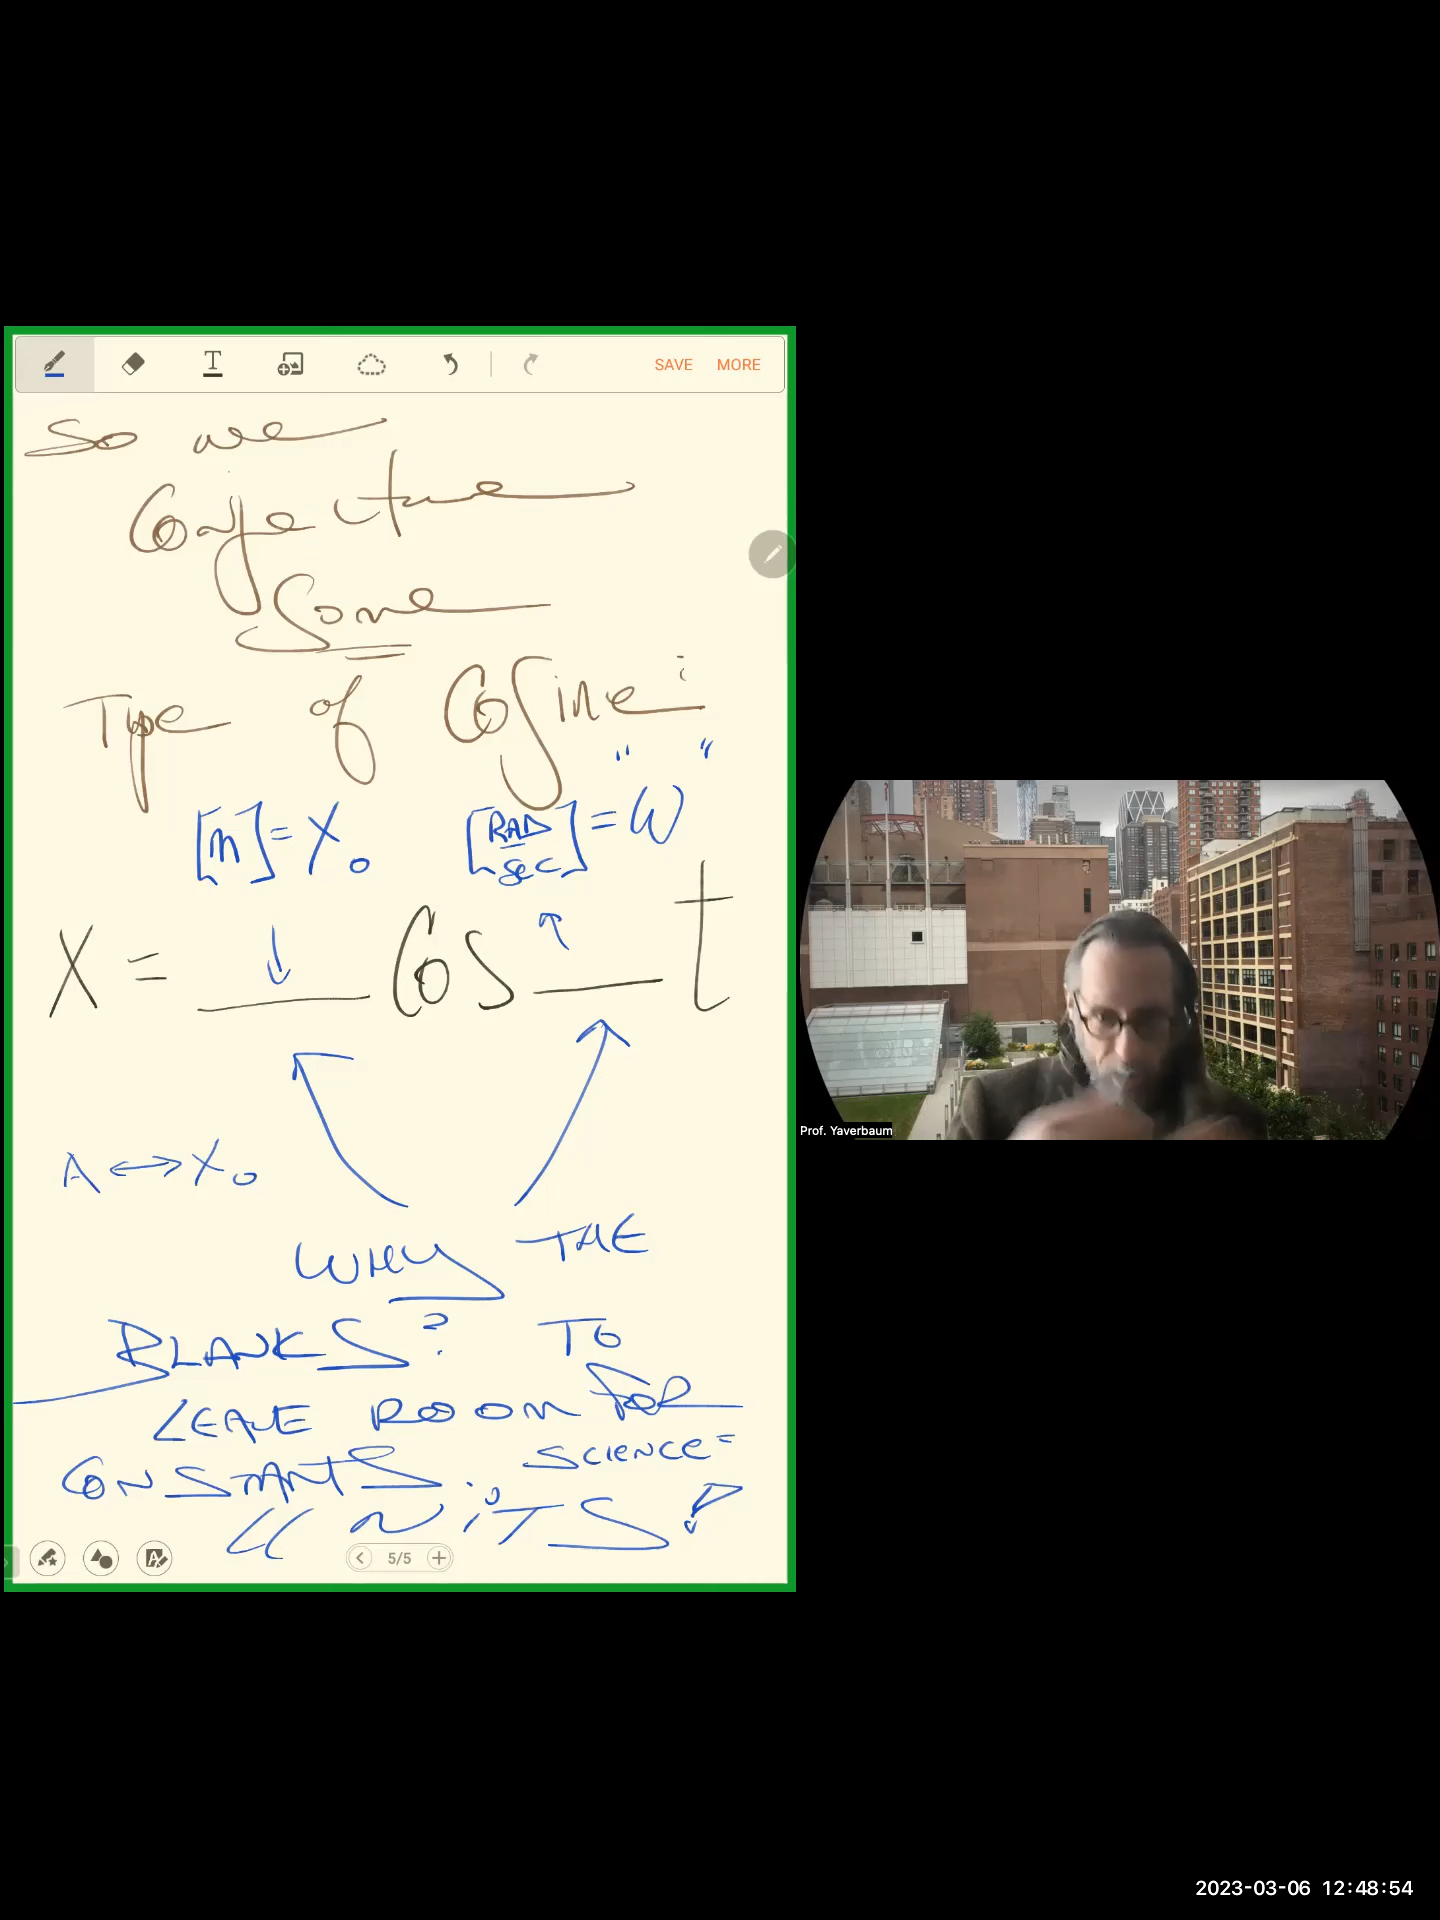 SAVE MORE
So we
Conjecture
Some
Type of Cosine:
" "
[m] = X₀ [RAD/sec] = ω
X = ___ Cos ___ t
A ↔ X₀
WHY THE
BLANKS? TO
LEAVE ROOM FOR
CONSTANTS. SCIENCE =
UNITS!
5/5
Prof. Yaverbaum
2023-03-06 12:48:54